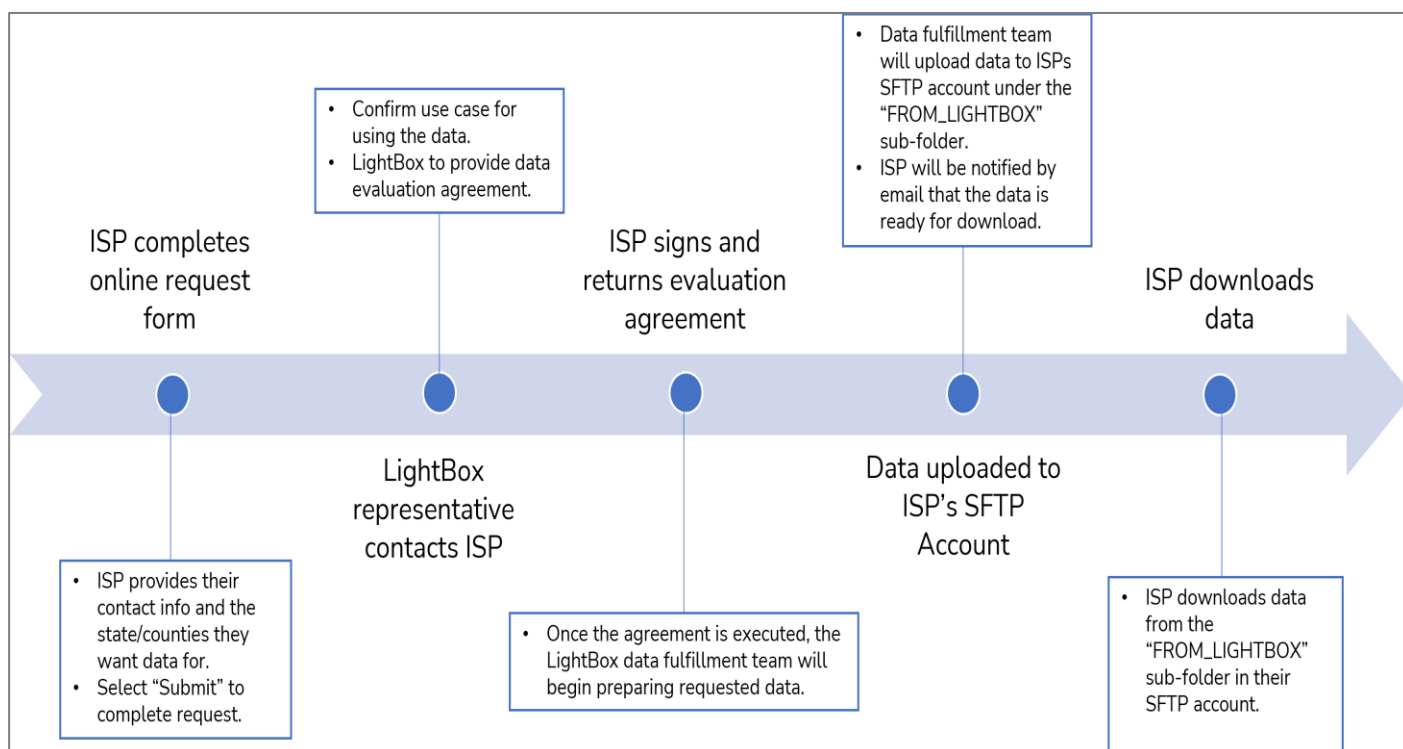 ISP completes
online request
form
• ISP provides their
contact info and the
state/counties they
want data for.
• Select “Submit” to
complete request.
• Confirm use case for
using the data.
• LightBox to provide data
evaluation agreement.
LightBox
representative
contacts ISP
ISP signs and
returns evaluation
agreement
• Once the agreement is executed, the
LightBox data fulfillment team will
begin preparing requested data.
• Data fulfillment team
will upload data to ISPs
SFTP account under the
“FROM_LIGHTBOX”
sub-folder.
• ISP will be notified by
email that the data is
ready for download.
Data uploaded to
ISP’s SFTP
Account
ISP downloads
data
• ISP downloads data
from the
“FROM_LIGHTBOX”
sub-folder in their
SFTP account.